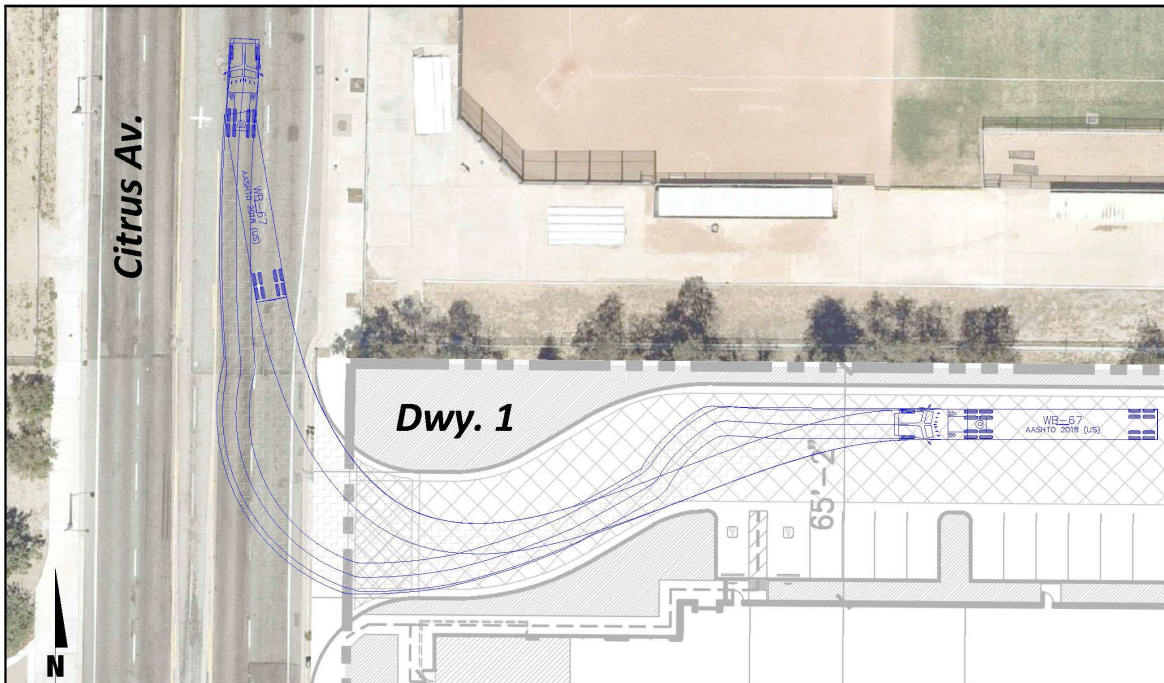 Citrus Av.
WB-67
AASHTO 2018 (US)
Dwy. 1
WB-67
AASHTO 2018 (US)
65'-2"
N